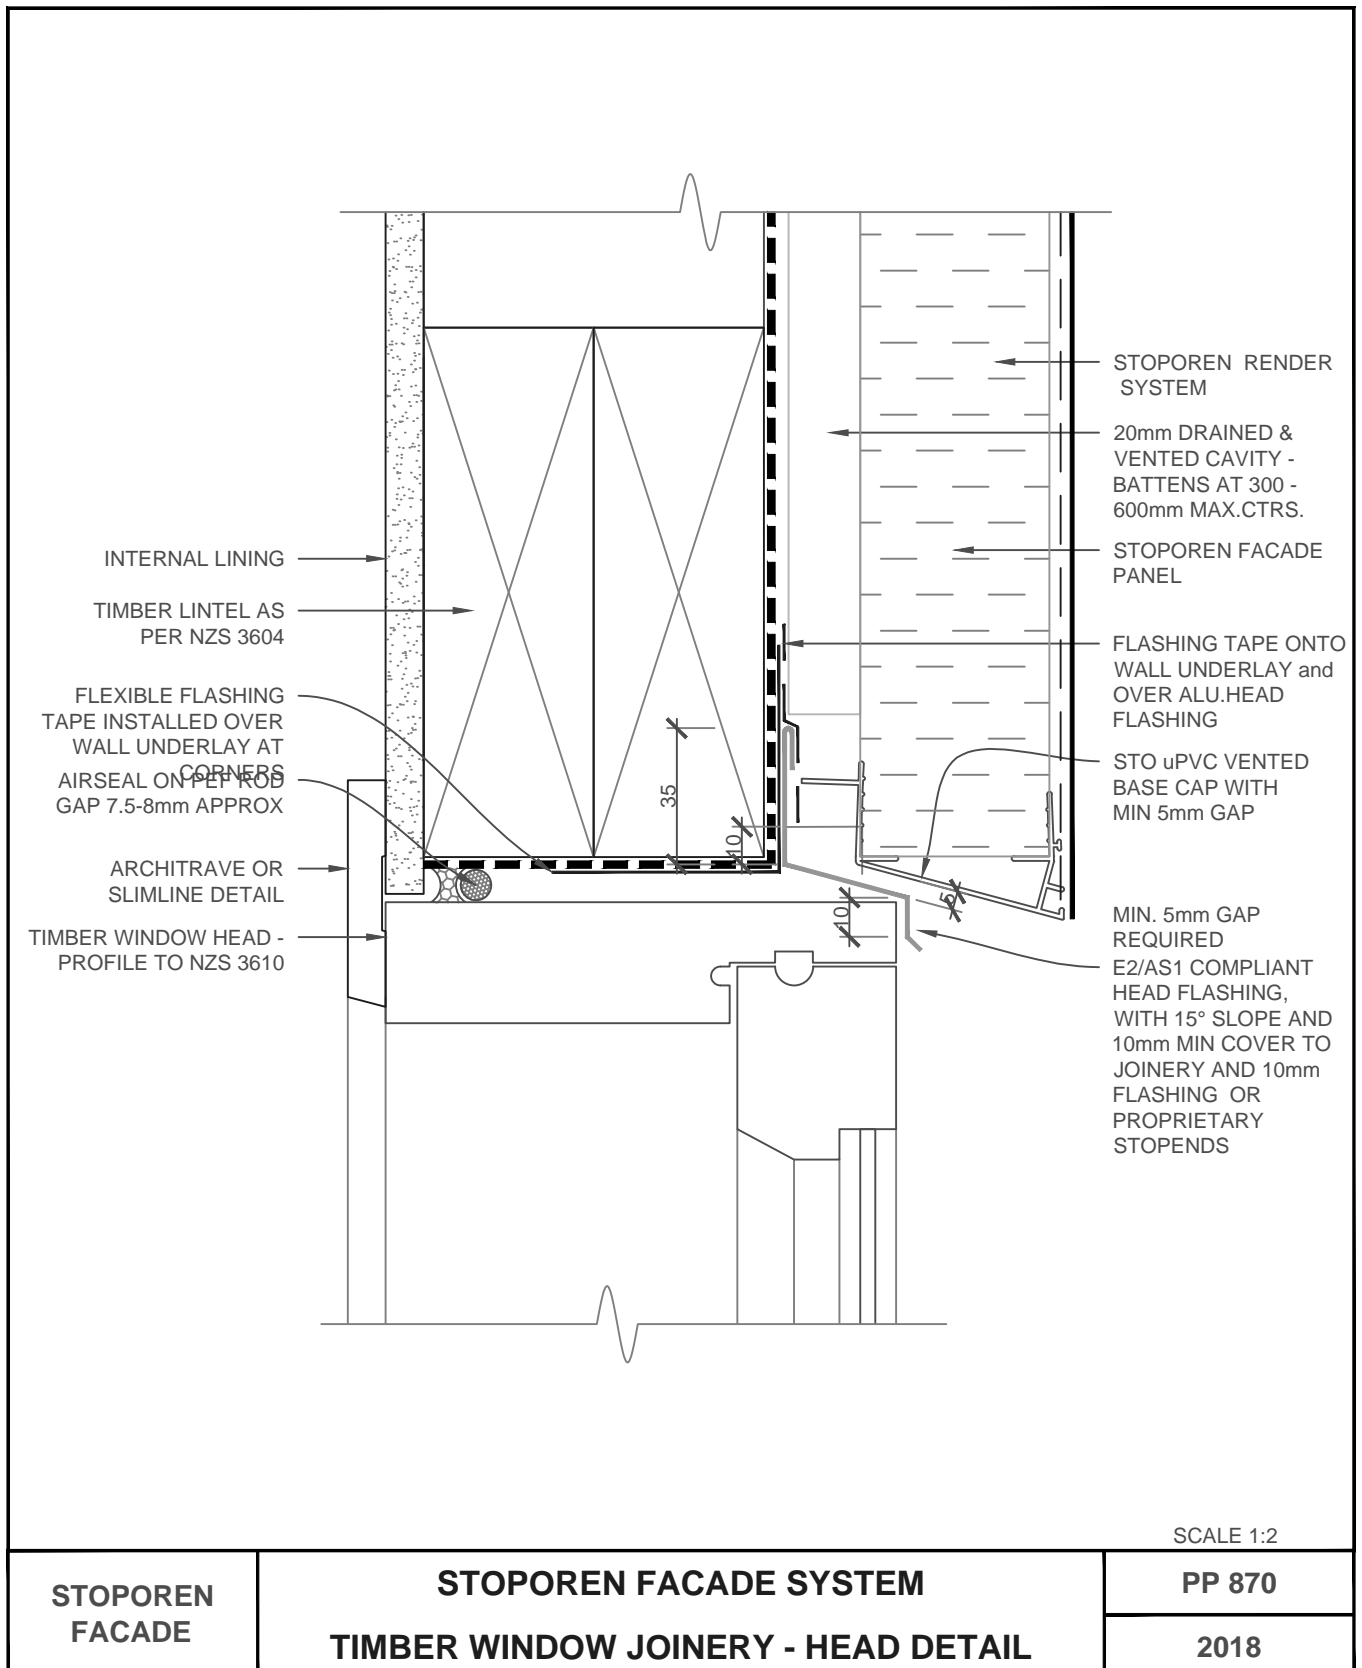 STOPOREN  RENDER
SYSTEM
20mm DRAINED &
VENTED CAVITY -
BATTENS AT 300 -
600mm MAX.CTRS.
STOPOREN FACADE
PANEL
FLASHING TAPE ONTO
WALL UNDERLAY and
OVER ALU.HEAD
FLASHING
STO uPVC VENTED
BASE CAP WITH
MIN 5mm GAP
MIN. 5mm GAP
REQUIRED
E2/AS1 COMPLIANT
HEAD FLASHING,
WITH 15° SLOPE AND
10mm MIN COVER TO
JOINERY AND 10mm
FLASHING  OR
PROPRIETARY
STOPENDS
INTERNAL LINING
TIMBER LINTEL AS
PER NZS 3604
FLEXIBLE FLASHING
TAPE INSTALLED OVER
WALL UNDERLAY AT
CORNERS
AIRSEAL ON PEF ROD
GAP 7.5-8mm APPROX
ARCHITRAVE OR
SLIMLINE DETAIL
TIMBER WINDOW HEAD -
PROFILE TO NZS 3610
35
10
10
5
SCALE 1:2
STOPOREN
FACADE
STOPOREN FACADE SYSTEM
TIMBER WINDOW JOINERY - HEAD DETAIL
PP 870
2018